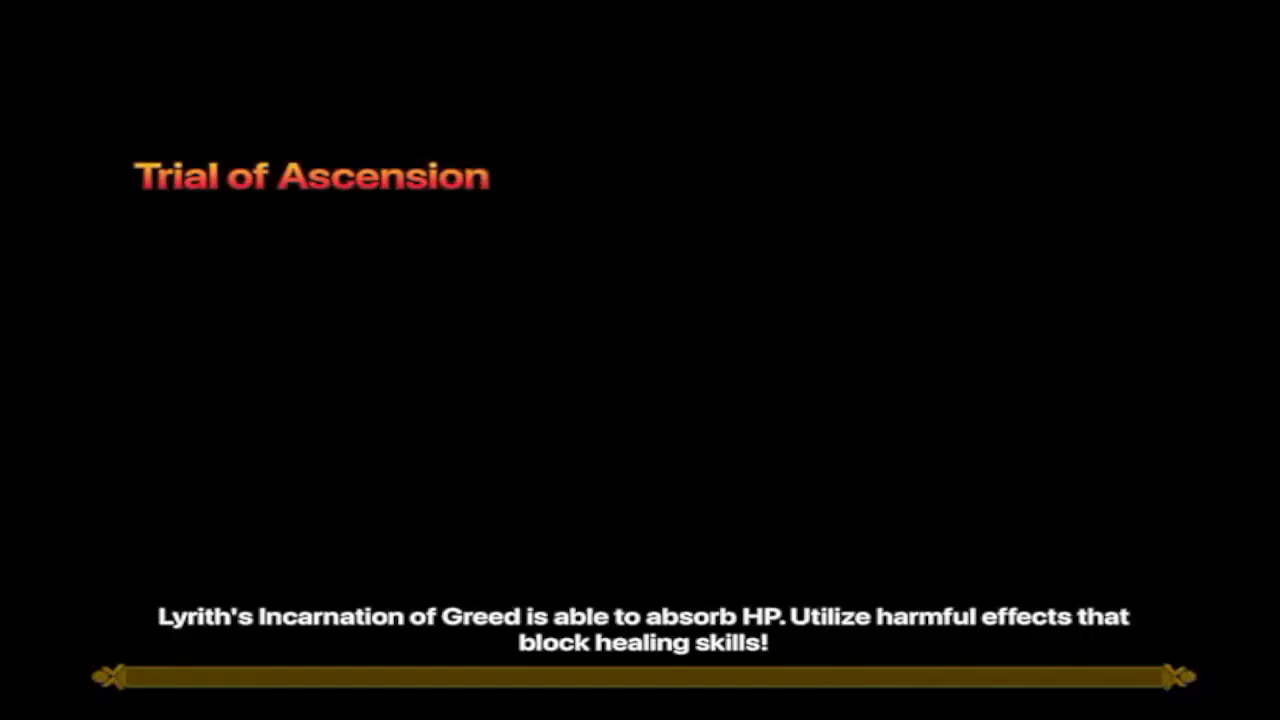 Trial of Ascension
Lyrith's Incarnation of Greed is able to absorb HP. Utilize harmful effects that
block healing skills!